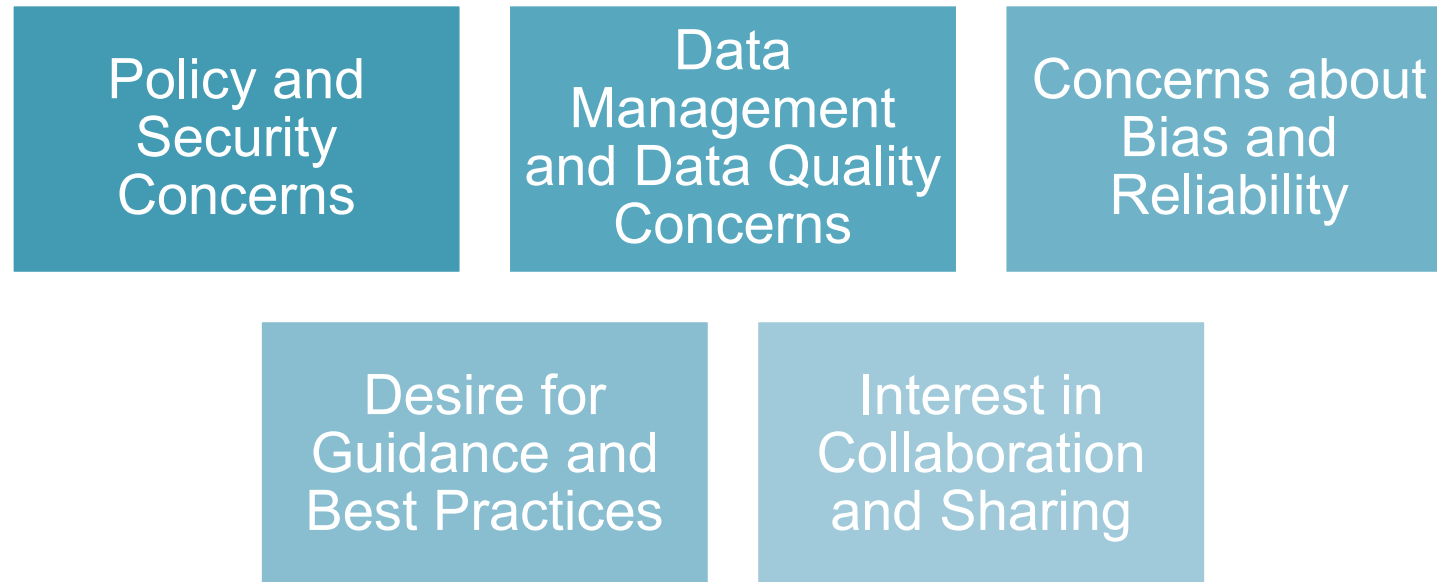 Policy and
Security
Concerns
Data
Management
and Data Quality
Concerns
Concerns about
Bias and
Reliability
Desire for
Guidance and
Best Practices
Interest in
Collaboration
and Sharing